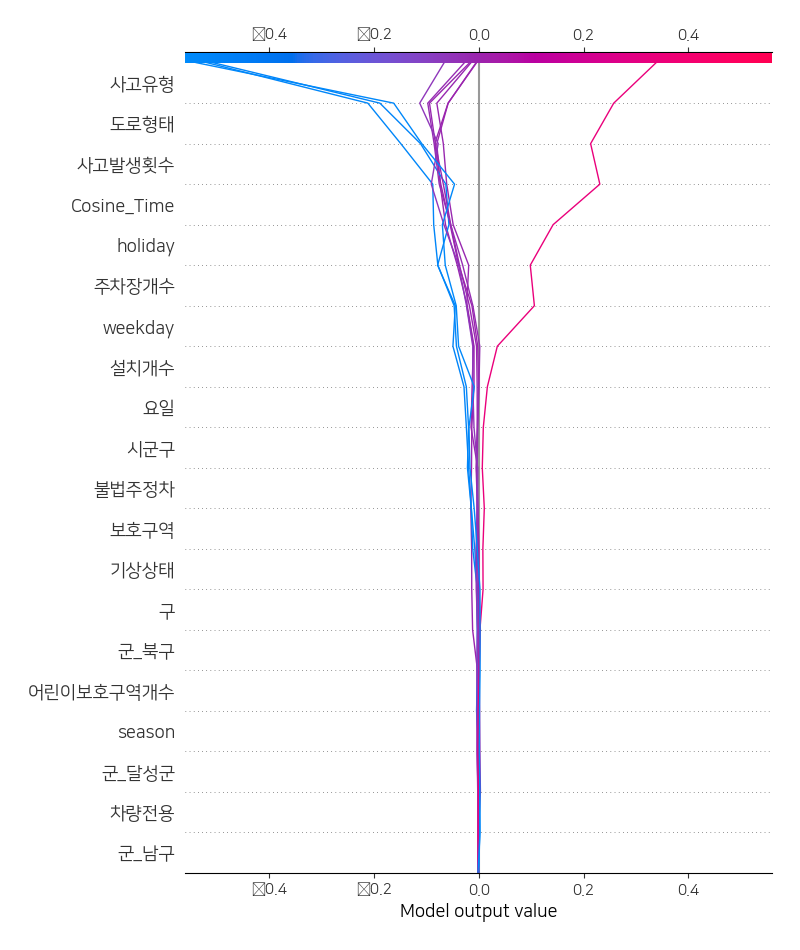 ▯0.4 ▯0.2 0.0 0.2 0.4
사고유형
도로형태
사고발생횟수
Cosine_Time
holiday
주차장개수
weekday
설치개수
요일
시군구
불법주정차
보호구역
기상상태
구
군_북구
어린이보호구역개수
season
군_달성군
차량전용
군_남구
▯0.4 ▯0.2 0.0 0.2 0.4
Model output value